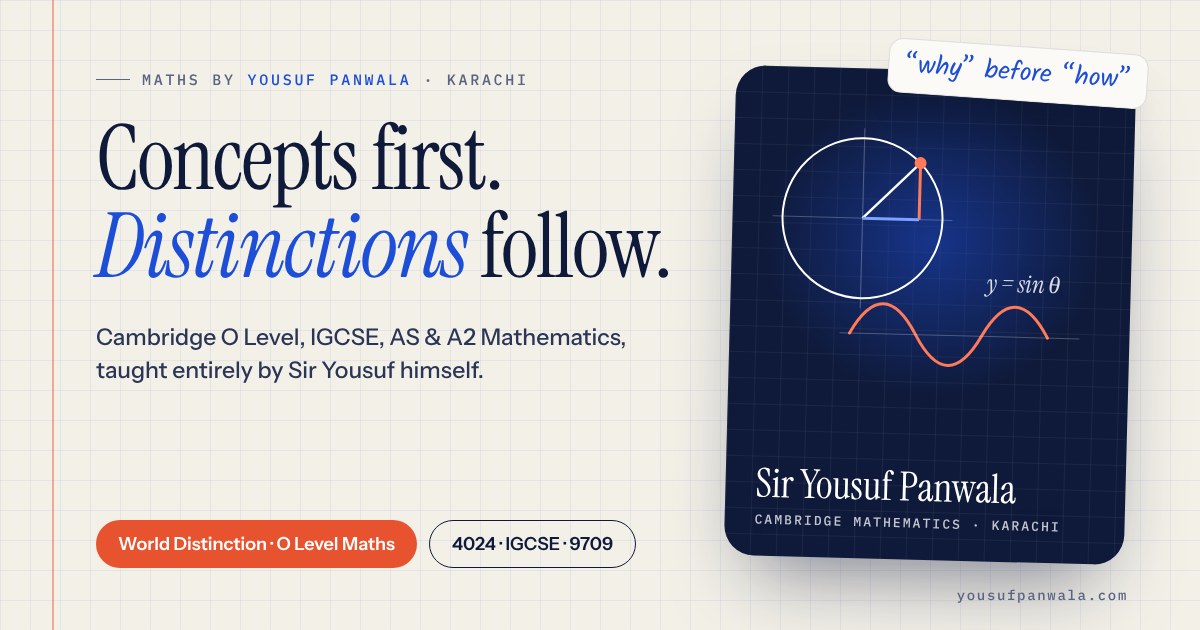 MATHS BY YOUSUF PANWALA · KARACHI
Concepts first.
Distinctions follow.
Cambridge O Level, IGCSE, AS & A2 Mathematics,
taught entirely by Sir Yousuf himself.
World Distinction · O Level Maths
4024 · IGCSE · 9709
“why” before “how”
y = sin θ
Sir Yousuf Panwala
CAMBRIDGE MATHEMATICS · KARACHI
yousufpanwala.com